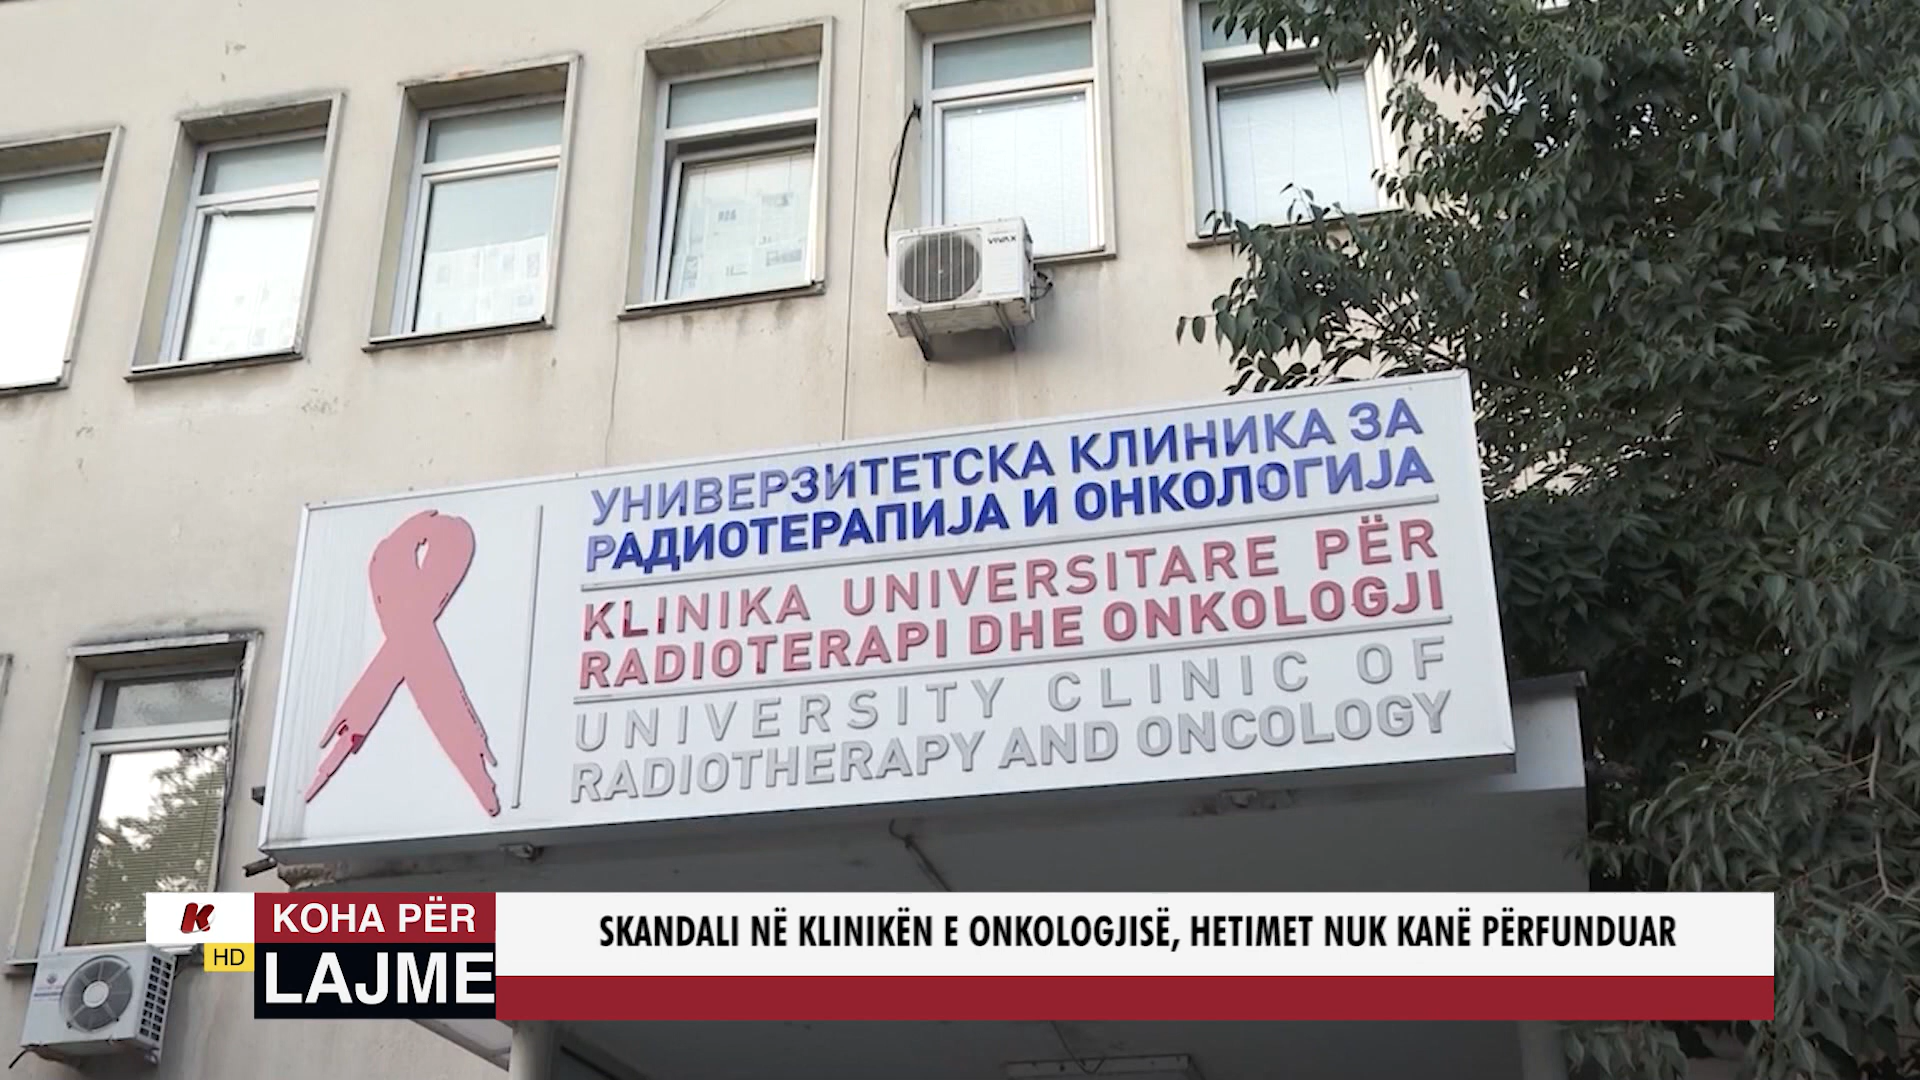 VIVAX
УНИВЕРЗИТЕТСКА КЛИНИКА ЗА
РАДИОТЕРАПИЈА И ОНКОЛОГИЈА
KLINIKA UNIVERSITARE PËR
RADIOTERAPI DHE ONKOLOGJI
UNIVERSITY CLINIC OF
RADIOTHERAPY AND ONCOLOGY
K
HD
KOHA PËR
LAJME
SKANDALI NË KLINIKËN E ONKOLOGJISË, HETIMET NUK KANË PËRFUNDUAR